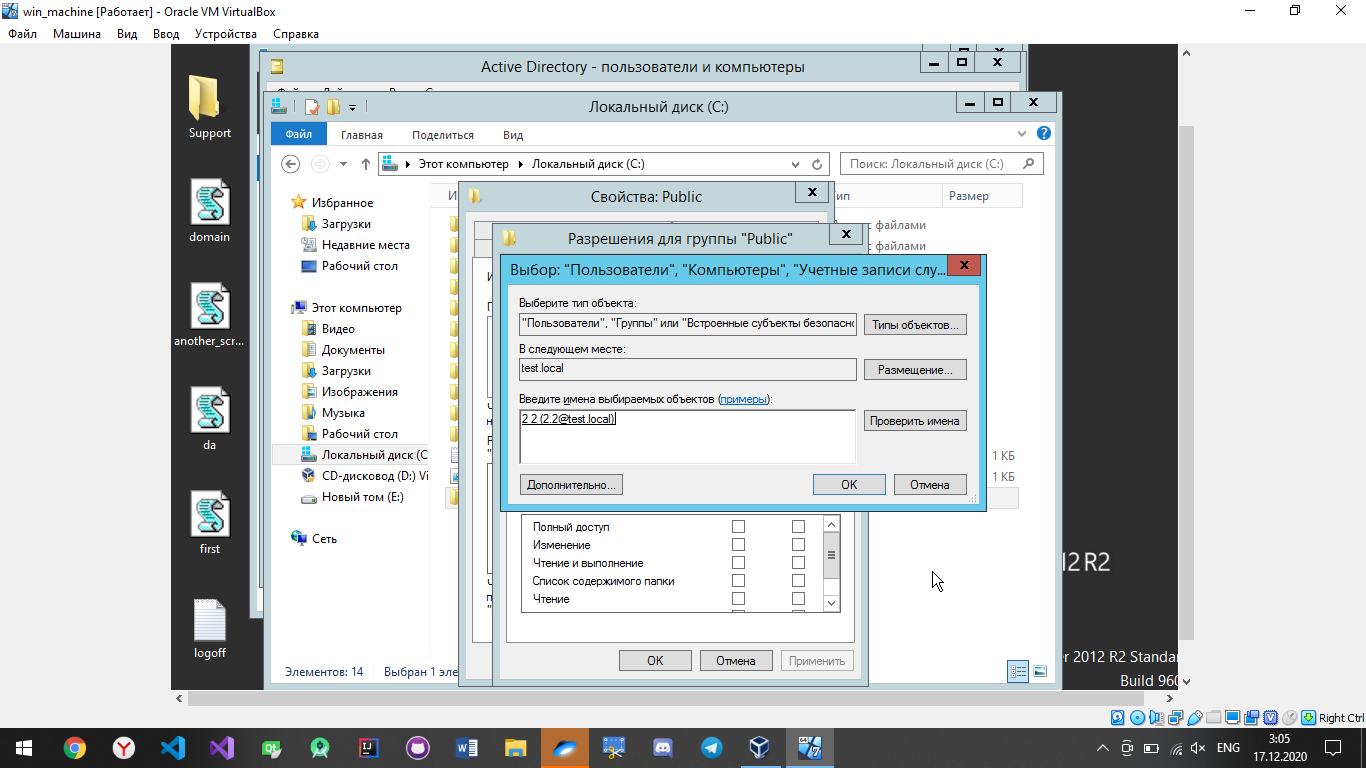 win_machine [Работает] - Oracle VM VirtualBox
Файл Машина Вид Ввод Устройства Справка
Active Directory - пользователи и компьютеры
Локальный диск (C:)
Файл Главная Поделиться Вид
Этот компьютер Локальный диск (C:)
Поиск: Локальный диск (C:)
Support
domain
another_scr...
da
first
logoff
Избранное
Загрузки
Недавние места
Рабочий стол
Этот компьютер
Видео
Документы
Загрузки
Изображения
Музыка
Рабочий стол
Локальный диск (C
CD-дисковод (D:) Vi
Новый том (E:)
Сеть
Размер
с файлами
с файлами
1 КБ
1 КБ
Элементов: 14 Выбран 1 эле
Свойства: Public
Разрешения для группы "Public"
Выбор: "Пользователи", "Компьютеры", "Учетные записи слу...
Выберите тип объекта:
"Пользователи", "Группы" или "Встроенные субъекты безопасно
Типы объектов...
В следующем месте:
test.local
Размещение...
Введите имена выбираемых объектов (примеры):
2 2 (2.2@test.local)
Проверить имена
Дополнительно...
OK
Отмена
Полный доступ
Изменение
Чтение и выполнение
Список содержимого папки
Чтение
OK Отмена Применить
12 R2
r 2012 R2 Standar
Build 960
Right Ctrl
ENG
3:05
17.12.2020